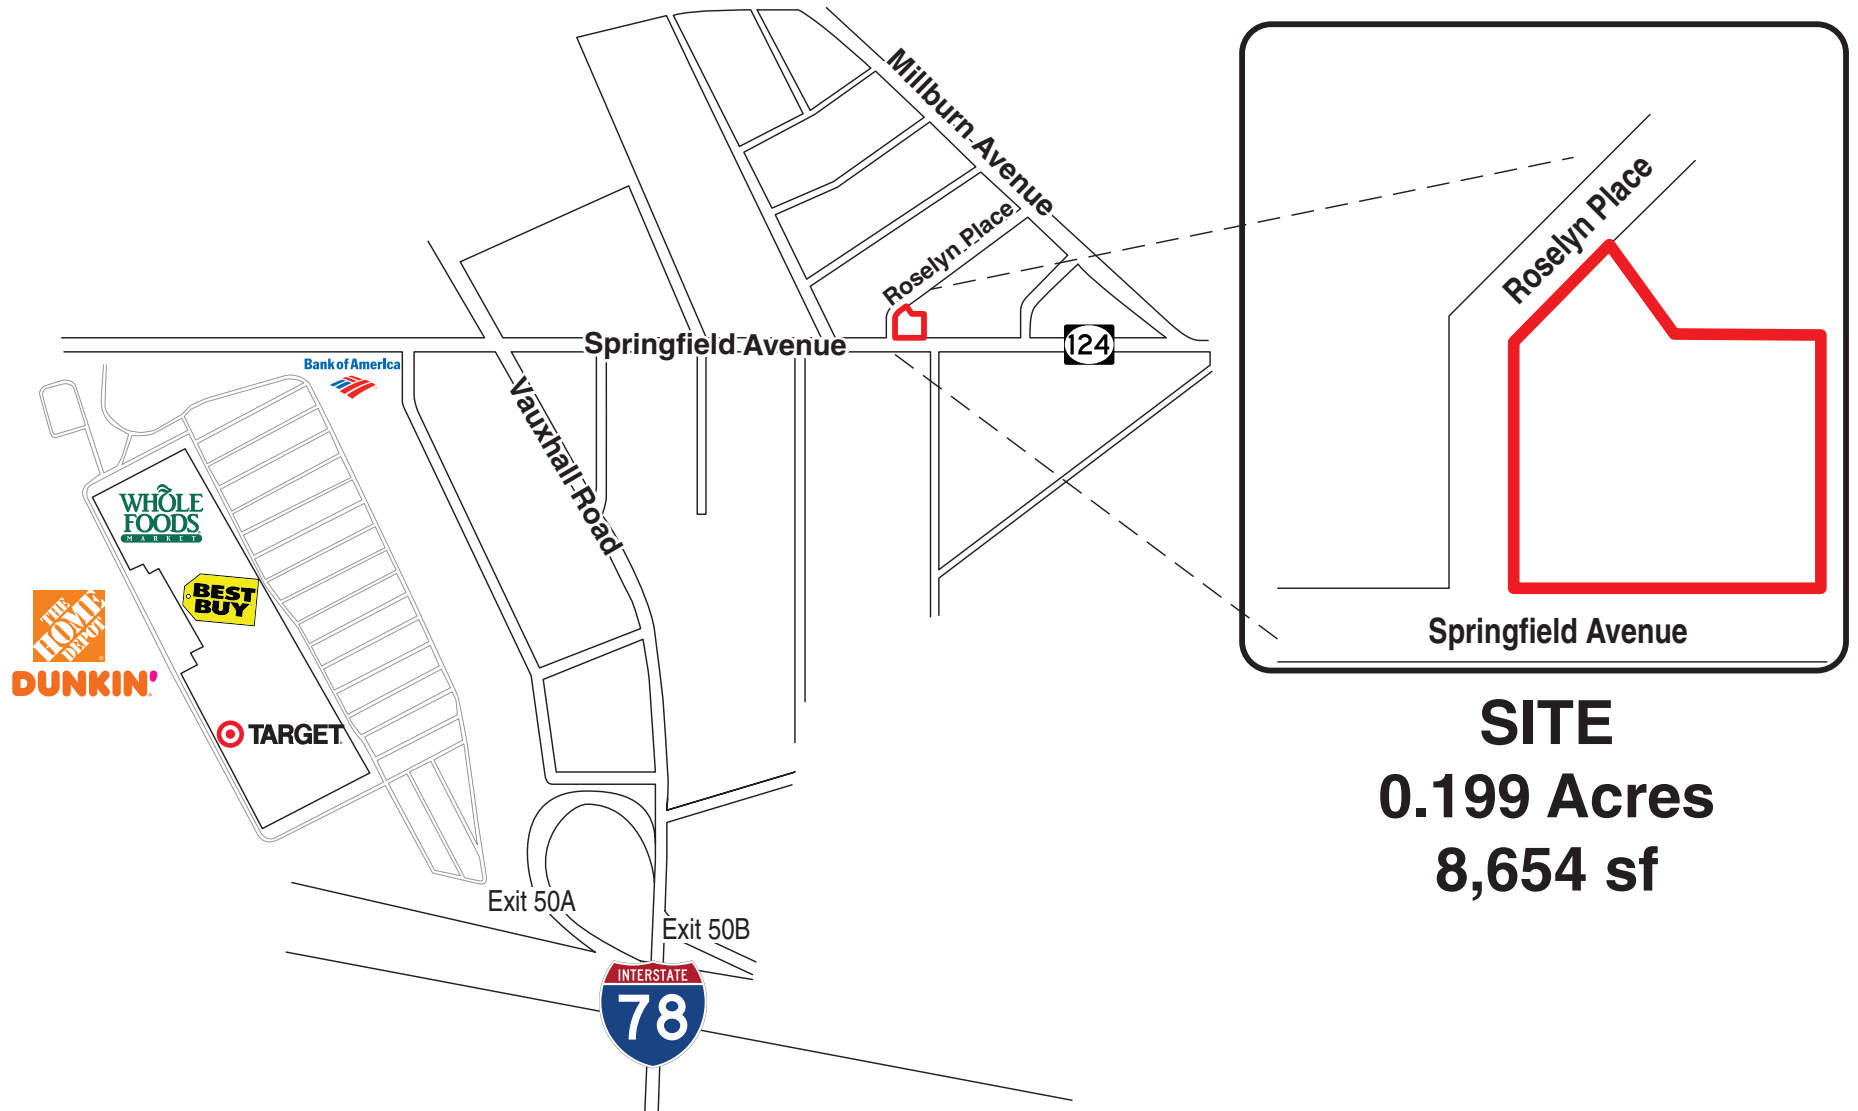 Millburn Avenue
Roselyn Place
Springfield Avenue
124
Bank of America
Vauxhall Road
WHOLE
FOODS
MARKET
BEST
BUY
THE
HOME
DEPOT
DUNKIN'
TARGET
Exit 50A
Exit 50B
INTERSTATE
78
Roselyn Place
Springfield Avenue
SITE
0.199 Acres
8,654 sf